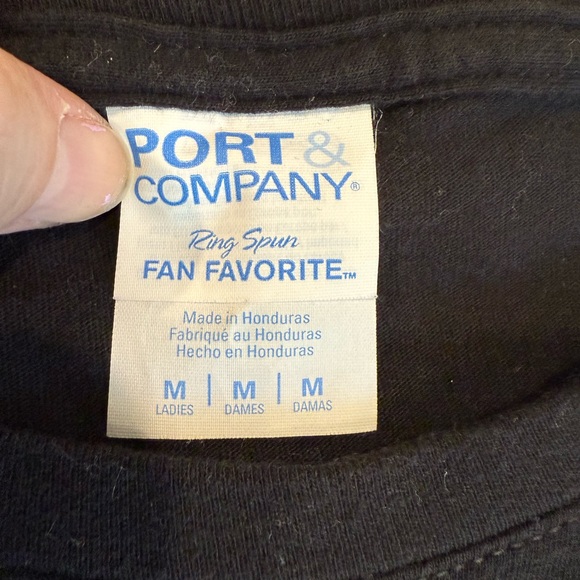 PORT &
COMPANY®
Ring Spun
FAN FAVORITE™
Made in Honduras
Fabriqué au Honduras
Hecho en Honduras
M | M | M
LADIES DAMES DAMAS